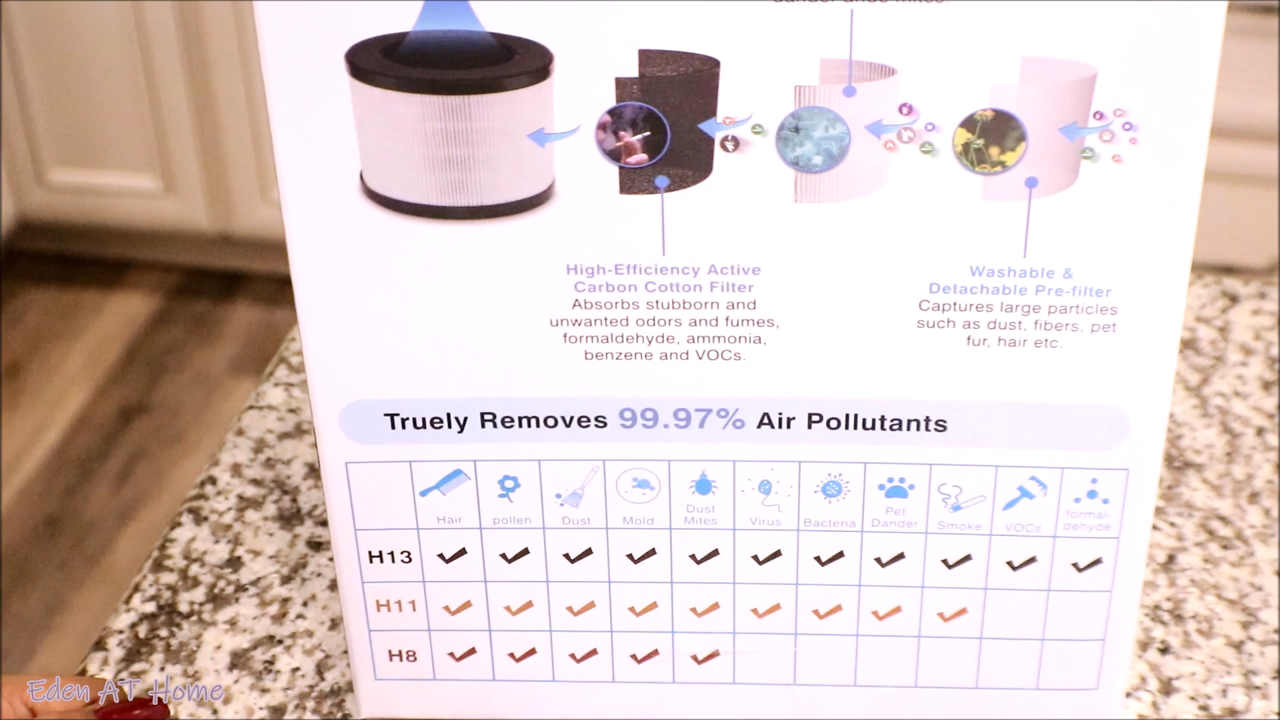 High-Efficiency Active
Carbon Cotton Filter
Absorbs stubborn and
unwanted odors and fumes,
formaldehyde, ammonia,
benzene and VOCs.
Washable &
Detachable Pre-filter
Captures large particles
such as dust, fibers, pet
fur, hair etc.
Truely Removes 99.97% Air Pollutants
Hair pollen Dust Mold Dust Mites Virus Bacteria Pet Dander Smoke VOCs formal-dehyde
H13
H11
H8
Eden AT Home